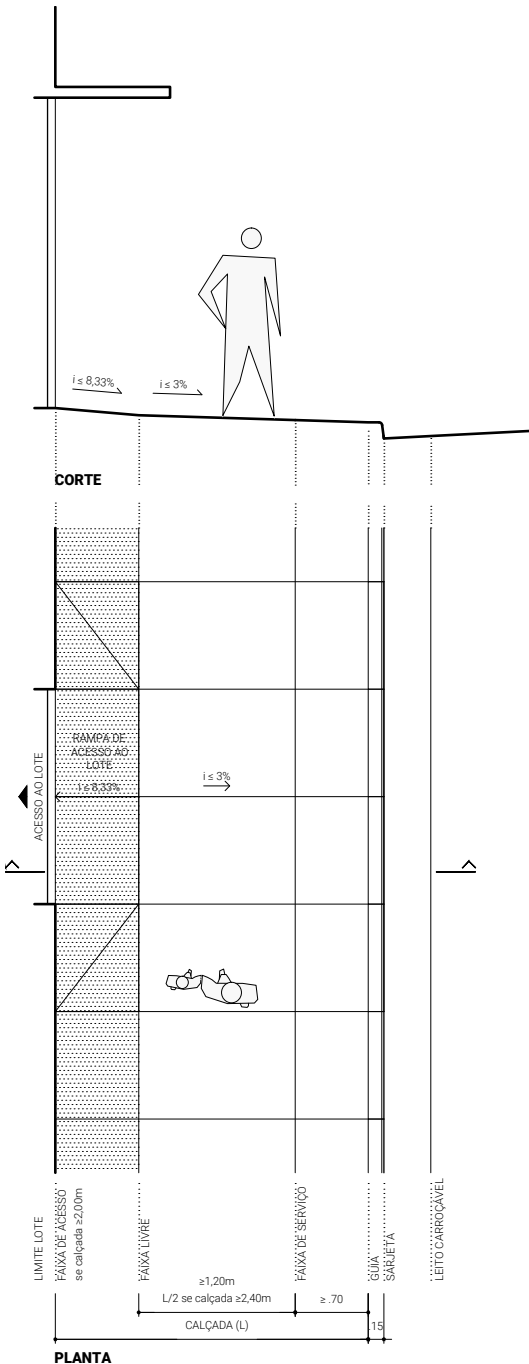 i ≤ 8,33%
i ≤ 3%
CORTE
RAMPA DE
ACESSO AO
LOTE
i ≤ 8,33%
i ≤ 3%
ACESSO AO LOTE
LIMITE LOTE
FAIXA DE ACESSO
se calçada ≥2,00m
FAIXA LIVRE
FAIXA DE SERVIÇO
GUIA
SARJETA
LEITO CARROÇÁVEL
≥1,20m
L/2 se calçada ≥2,40m
≥ .70
CALÇADA (L)
.15
PLANTA